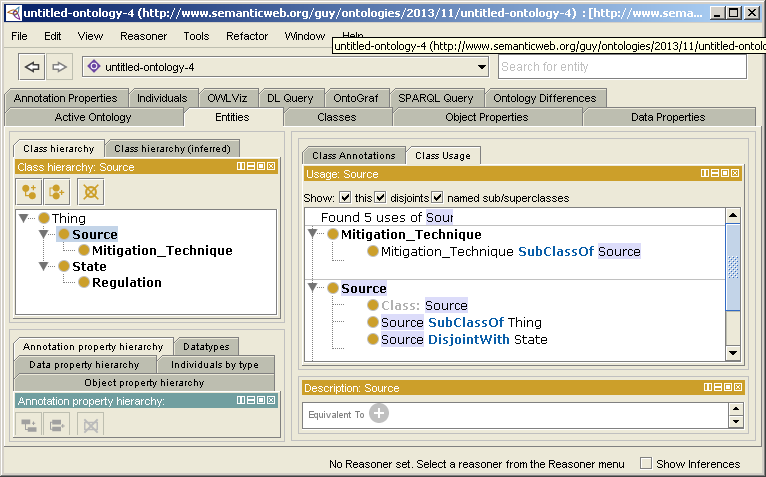 untitled-ontology-4 (http://www.semanticweb.org/guy/ontologies/2013/11/untitled-ontology-4) : [http://www.sema...
File Edit View Reasoner Tools Refactor Window Help
untitled-ontology-4 (http://www.semanticweb.org/guy/ontologies/2013/11/untitled-ontolo
untitled-ontology-4
Search for entity
Annotation Properties Individuals OWLViz DL Query OntoGraf SPARQL Query Ontology Differences
Active Ontology Entities Classes Object Properties Data Properties
Class hierarchy Class hierarchy (inferred)
Class hierarchy: Source
Thing
Source
Mitigation_Technique
State
Regulation
Annotation property hierarchy Datatypes
Data property hierarchy Individuals by type
Object property hierarchy
Annotation property hierarchy:
Class Annotations Class Usage
Usage: Source
Show: this disjoints named sub/superclasses
Found 5 uses of Sour
Mitigation_Technique
Mitigation_Technique SubClassOf Source
Source
Class: Source
Source SubClassOf Thing
Source DisjointWith State
Description: Source
Equivalent To
No Reasoner set. Select a reasoner from the Reasoner menu Show Inferences